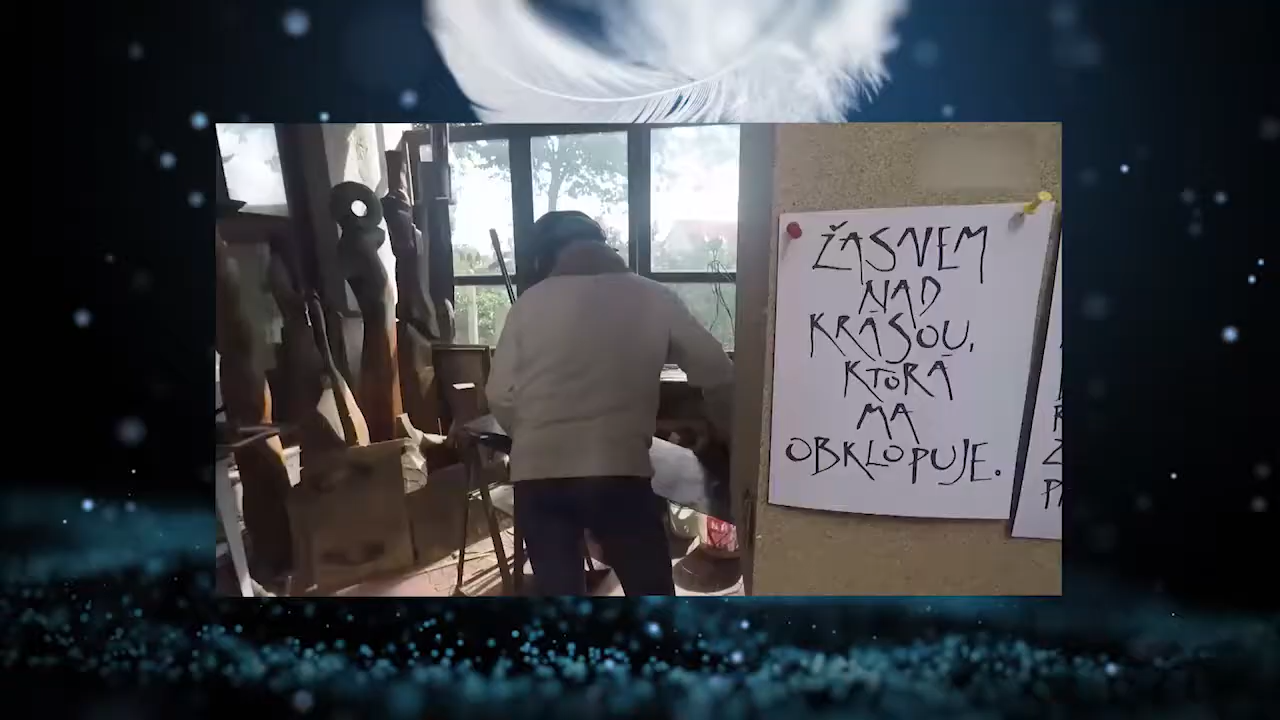 ŽASNEM
NAD
KRÁSOU,
KTORÁ
MA
OBKLOPUJE.